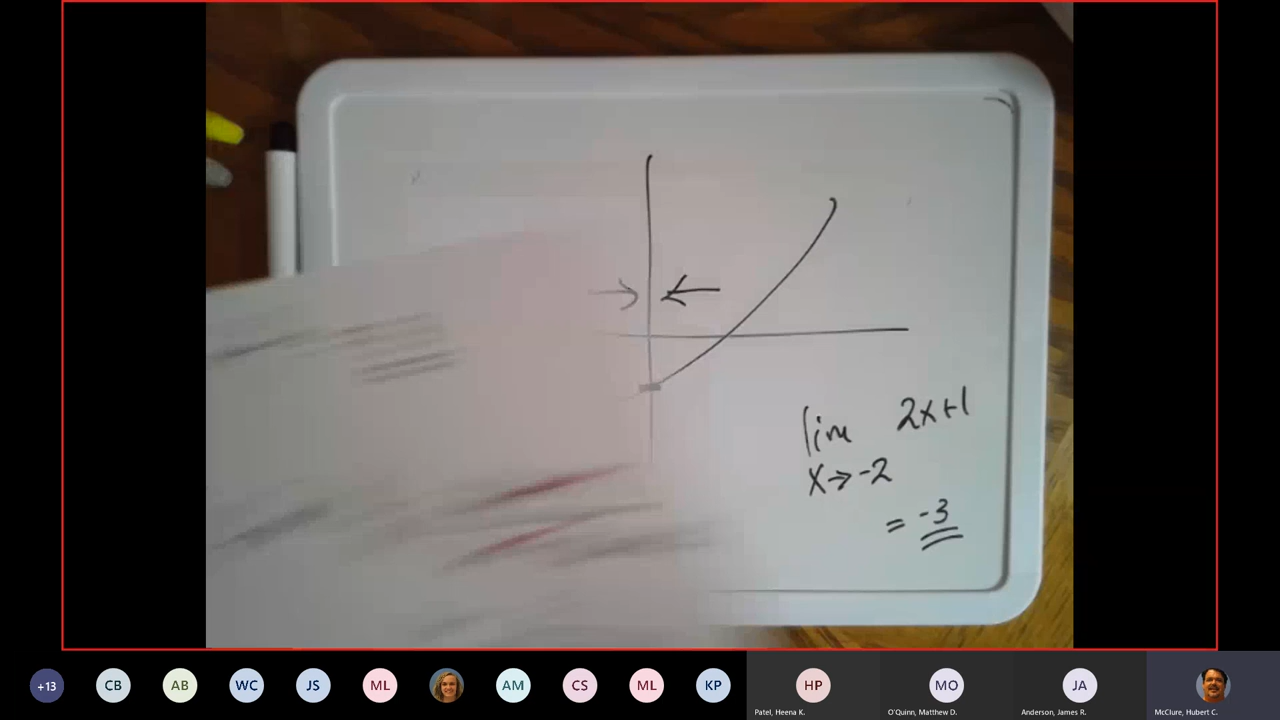 lim 2x+1
x→-2
= -3
+13
CB
AB
WC
JS
ML
AM
CS
ML
KP
HP
MO
JA
Patel, Heena K.
O'Quinn, Matthew D.
Anderson, James R.
McClure, Hubert C.